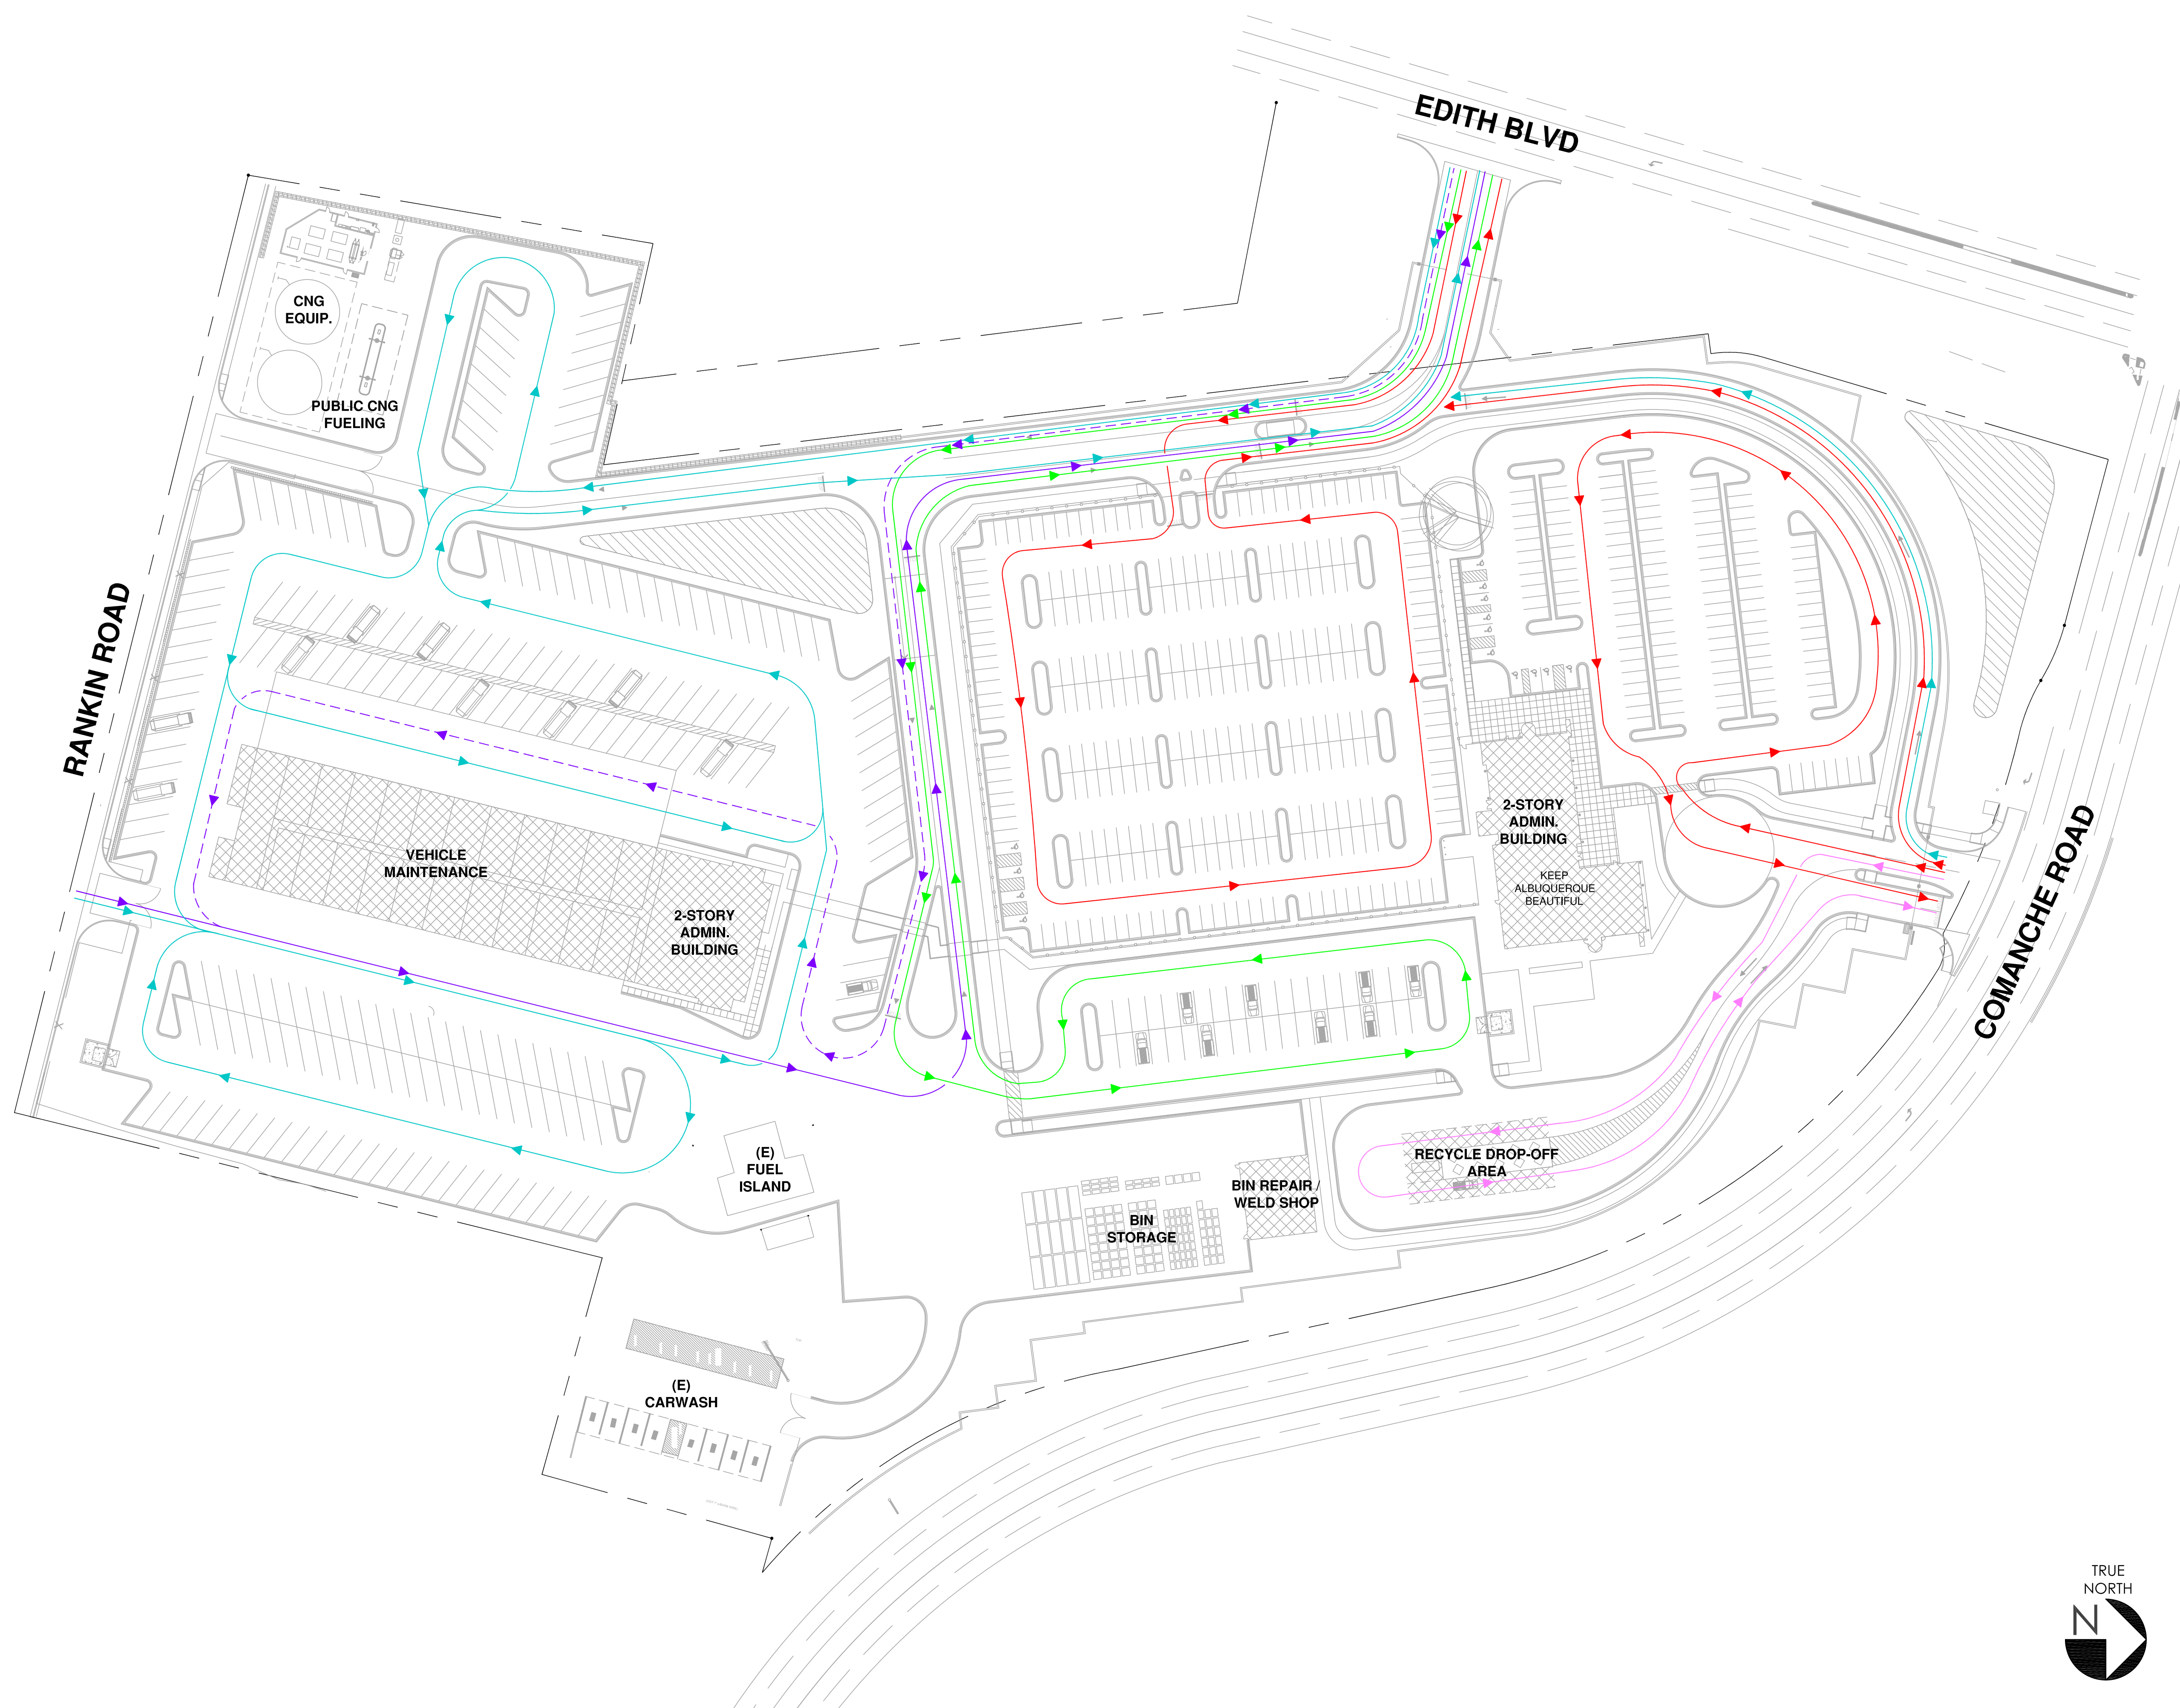 EDITH BLVD
CNG
EQUIP.
PUBLIC CNG
FUELING
RANKIN ROAD
VEHICLE
MAINTENANCE
2-STORY
ADMIN.
BUILDING
2-STORY
ADMIN.
BUILDING
KEEP
ALBUQUERQUE
BEAUTIFUL
COMANCHE ROAD
(E)
FUEL
ISLAND
RECYCLE DROP-OFF
AREA
BIN REPAIR /
WELD SHOP
BIN
STORAGE
(E)
CARWASH
TRUE
NORTH
N